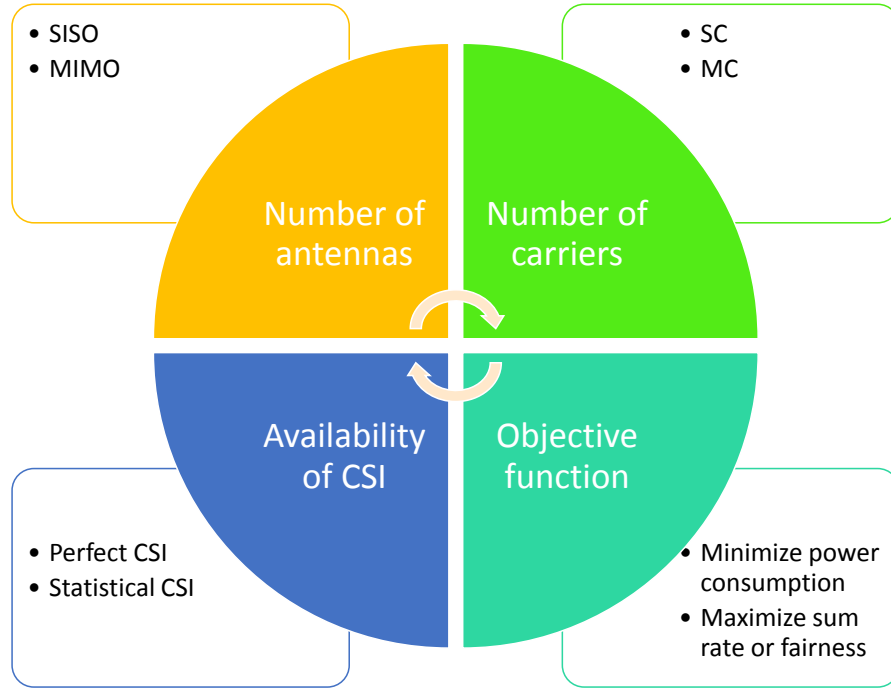 • SISO
• MIMO
• SC
• MC
Number of
antennas
Number of
carriers
Availability
of CSI
Objective
function
• Perfect CSI
• Statistical CSI
• Minimize power
consumption
• Maximize sum
rate or fairness